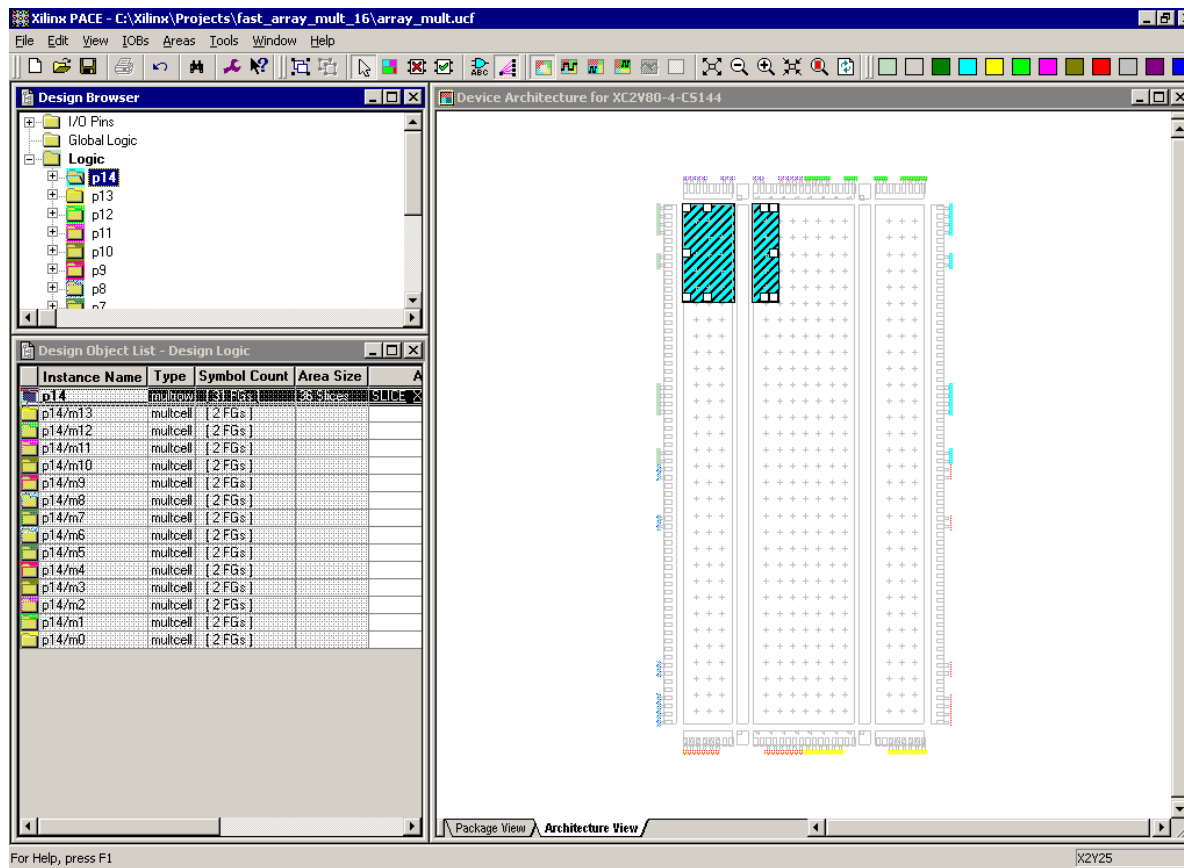 Xilinx PACE - C:\Xilinx\Projects\fast_array_mult_16\array_mult.ucf
File Edit View IOBs Areas Tools Window Help
ABC
Design Browser
I/O Pins
Global Logic
Logic
p14
p13
p12
p11
p10
p9
p8
p7
Design Object List - Design Logic
Instance Name Type Symbol Count Area Size A
p14 multrow [ 31 FGs ] 36 Slices SLICE_X
p14/m13 multcell [ 2 FGs ]
p14/m12 multcell [ 2 FGs ]
p14/m11 multcell [ 2 FGs ]
p14/m10 multcell [ 2 FGs ]
p14/m9 multcell [ 2 FGs ]
p14/m8 multcell [ 2 FGs ]
p14/m7 multcell [ 2 FGs ]
p14/m6 multcell [ 2 FGs ]
p14/m5 multcell [ 2 FGs ]
p14/m4 multcell [ 2 FGs ]
p14/m3 multcell [ 2 FGs ]
p14/m2 multcell [ 2 FGs ]
p14/m1 multcell [ 2 FGs ]
p14/m0 multcell [ 2 FGs ]
Device Architecture for XC2V80-4-CS144
Package View Architecture View
For Help, press F1
X2Y25